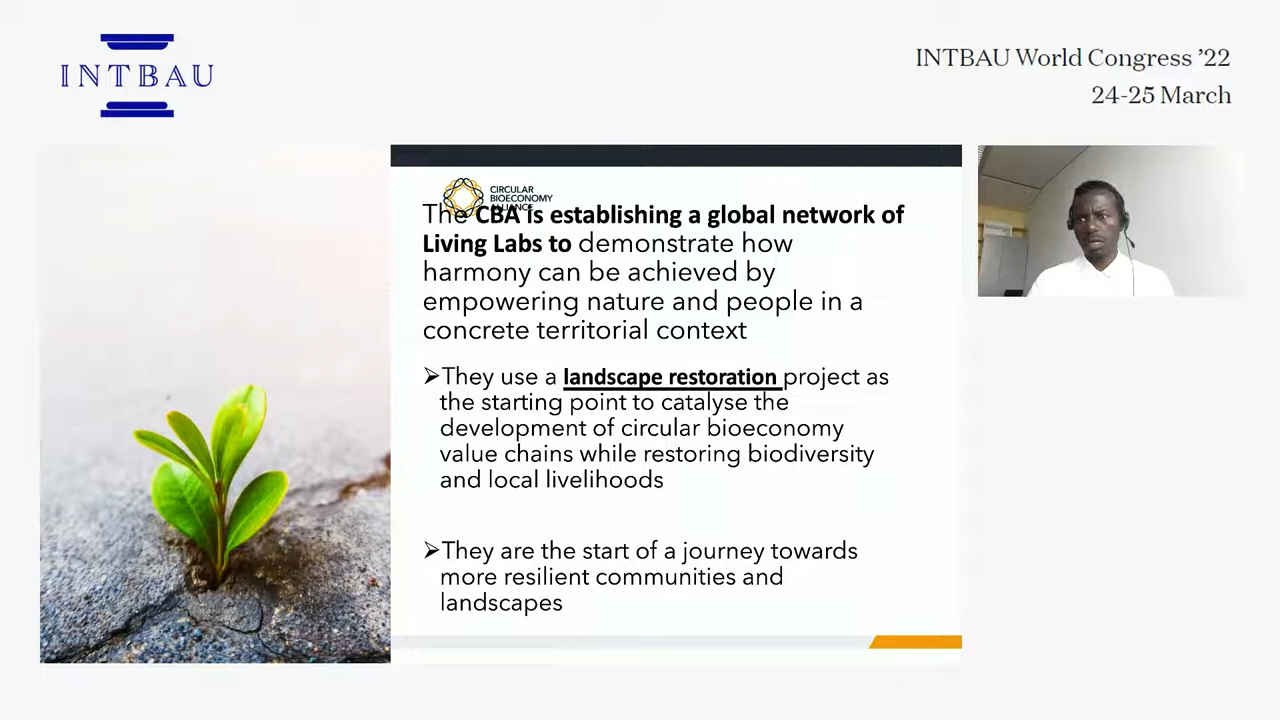 INTBAU
INTBAU World Congress ’22
24-25 March
CIRCULAR
BIOECONOMY
ALLIANCE
The CBA is establishing a global network of
Living Labs to demonstrate how
harmony can be achieved by
empowering nature and people in a
concrete territorial context
➢They use a landscape restoration project as
the starting point to catalyse the
development of circular bioeconomy
value chains while restoring biodiversity
and local livelihoods
➢They are the start of a journey towards
more resilient communities and
landscapes